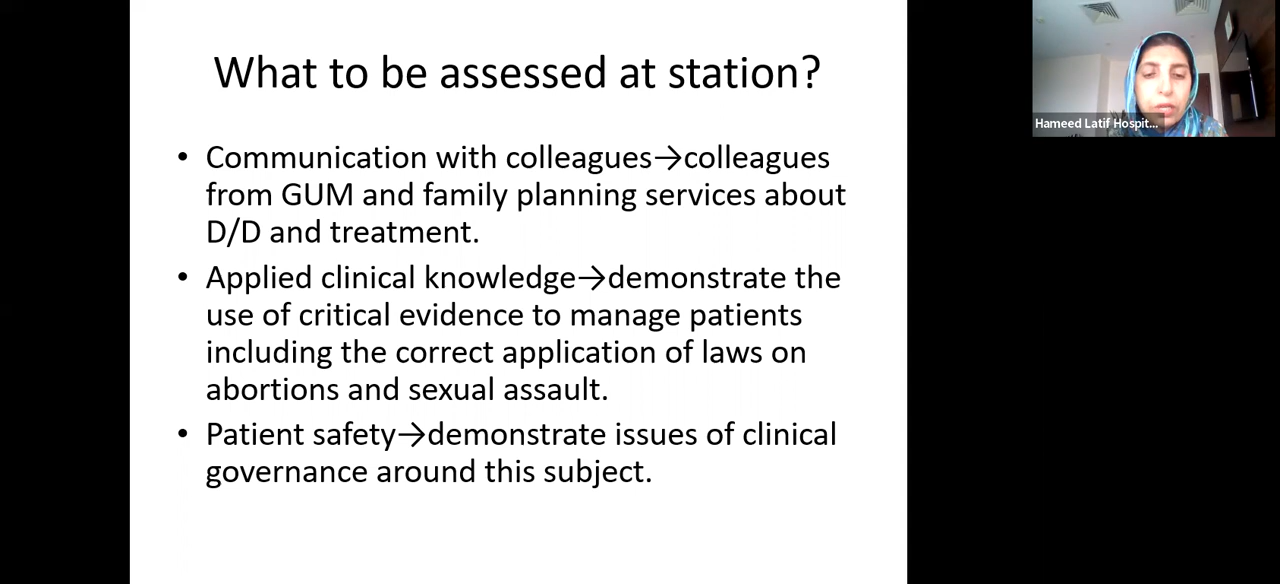 What to be assessed at station?
• Communication with colleagues→colleagues
from GUM and family planning services about
D/D and treatment.
• Applied clinical knowledge→demonstrate the
use of critical evidence to manage patients
including the correct application of laws on
abortions and sexual assault.
• Patient safety→demonstrate issues of clinical
governance around this subject.
Hameed Latif Hospit...